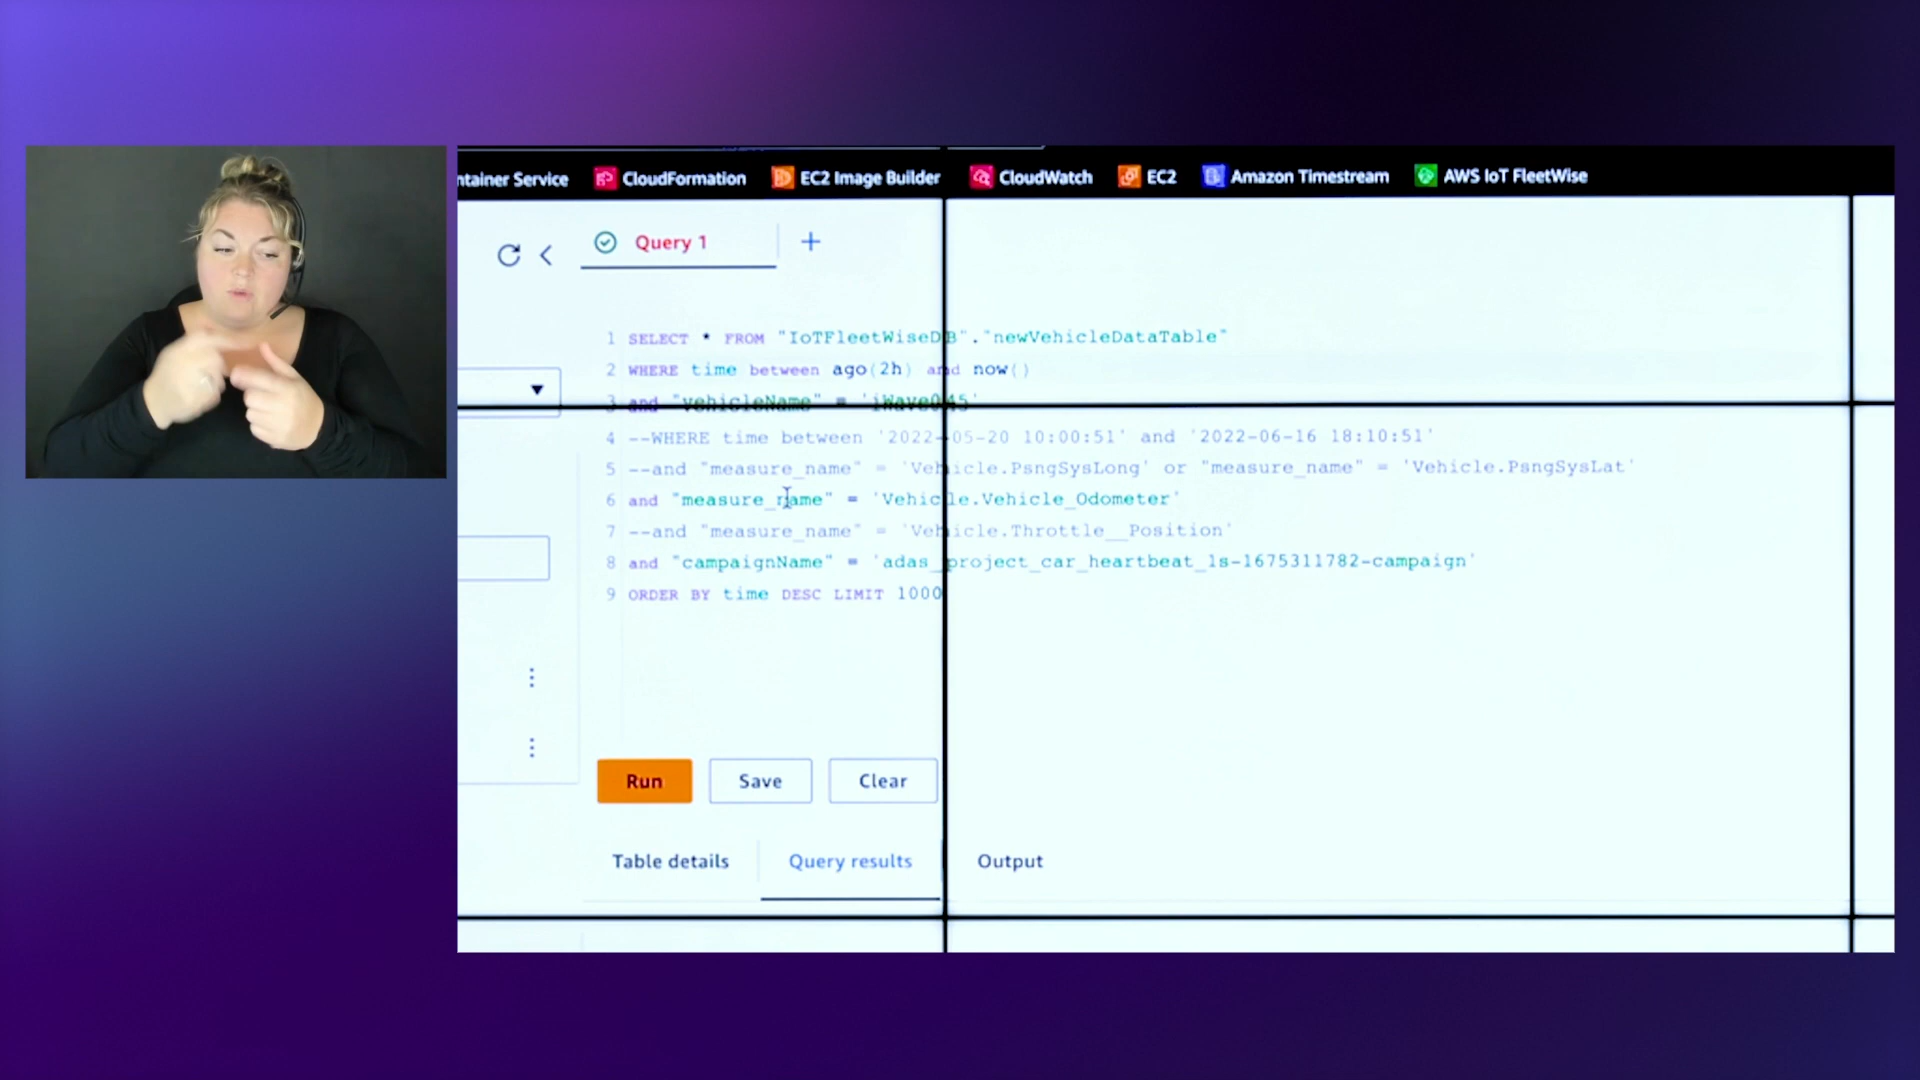 ntainer Service CloudFormation EC2 Image Builder CloudWatch EC2 Amazon Timestream AWS IoT FleetWise
Query 1 +
1 SELECT * FROM "IoTFleetWiseDB"."newVehicleDataTable"
2 WHERE time between ago(2h) and now()
3 and "vehicleName" = 'iWave045'
4 --WHERE time between '2022-05-20 10:00:51' and '2022-06-16 18:10:51'
5 --and "measure_name" = 'Vehicle.PsngSysLong' or "measure_name" = 'Vehicle.PsngSysLat'
6 and "measure_name" = 'Vehicle.Vehicle_Odometer'
7 --and "measure_name" = 'Vehicle.Throttle__Position'
8 and "campaignName" = 'adas_project_car_heartbeat_1s-1675311782-campaign'
9 ORDER BY time DESC LIMIT 1000
Run Save Clear
Table details Query results Output